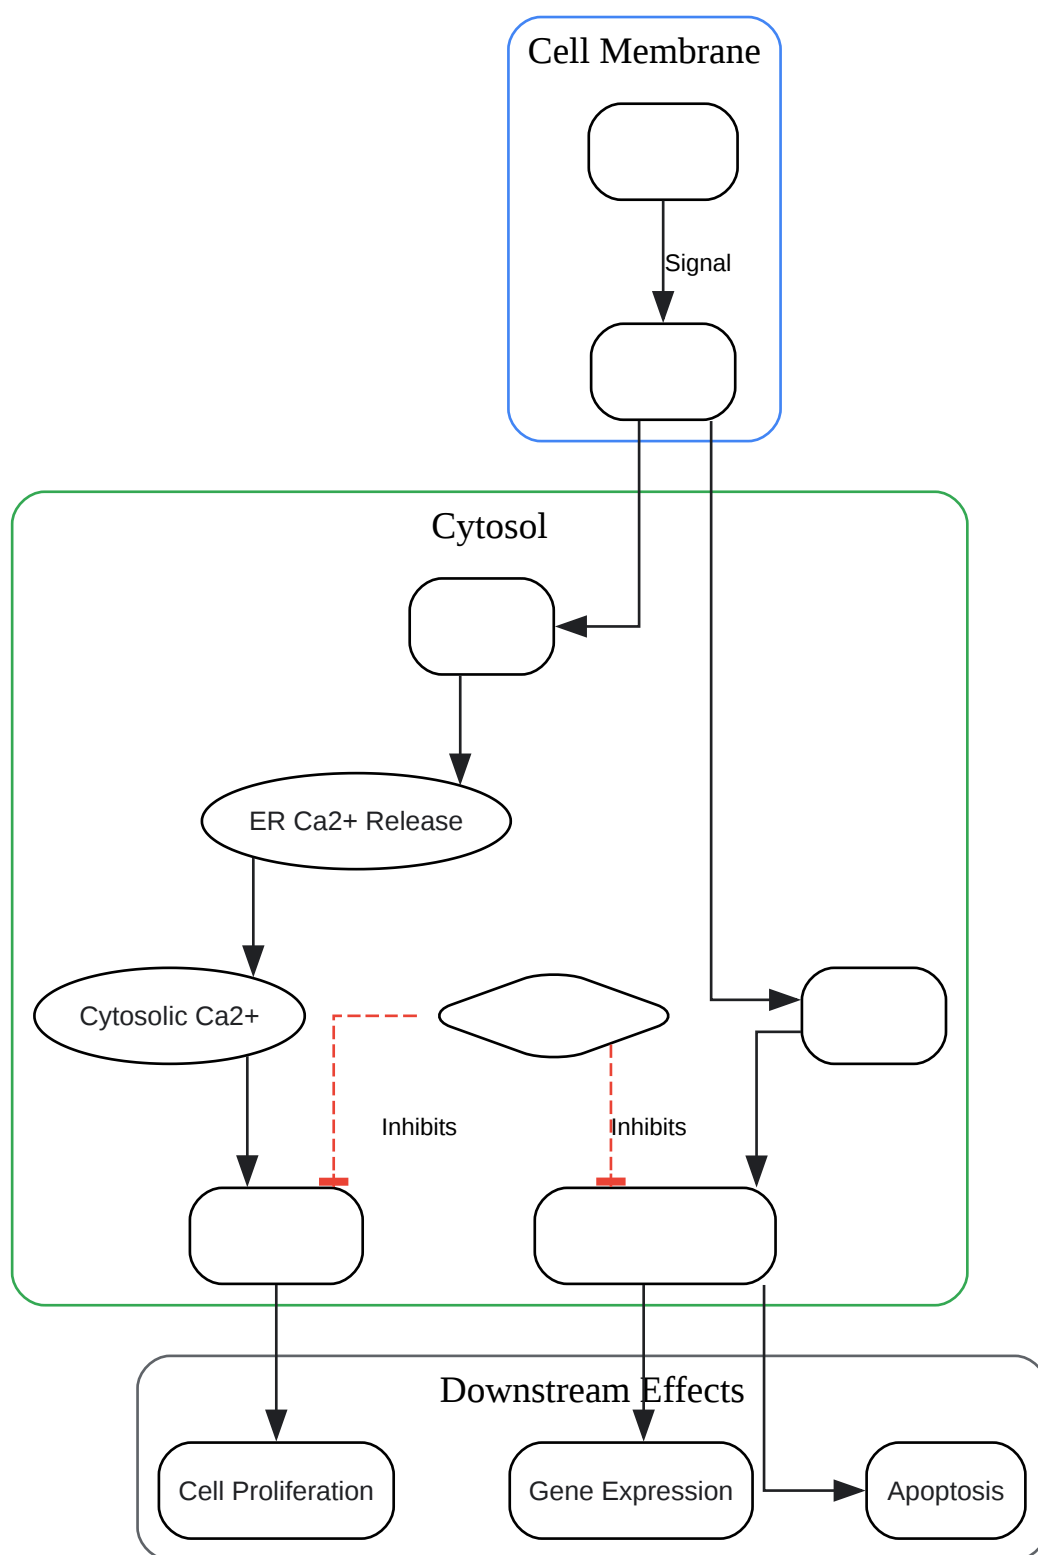 Cell Membrane
Signal
Cytosol
ER Ca2+ Release
Cytosolic Ca2+
Inhibits
Inhibits
Downstream Effects
Cell Proliferation
Gene Expression
Apoptosis